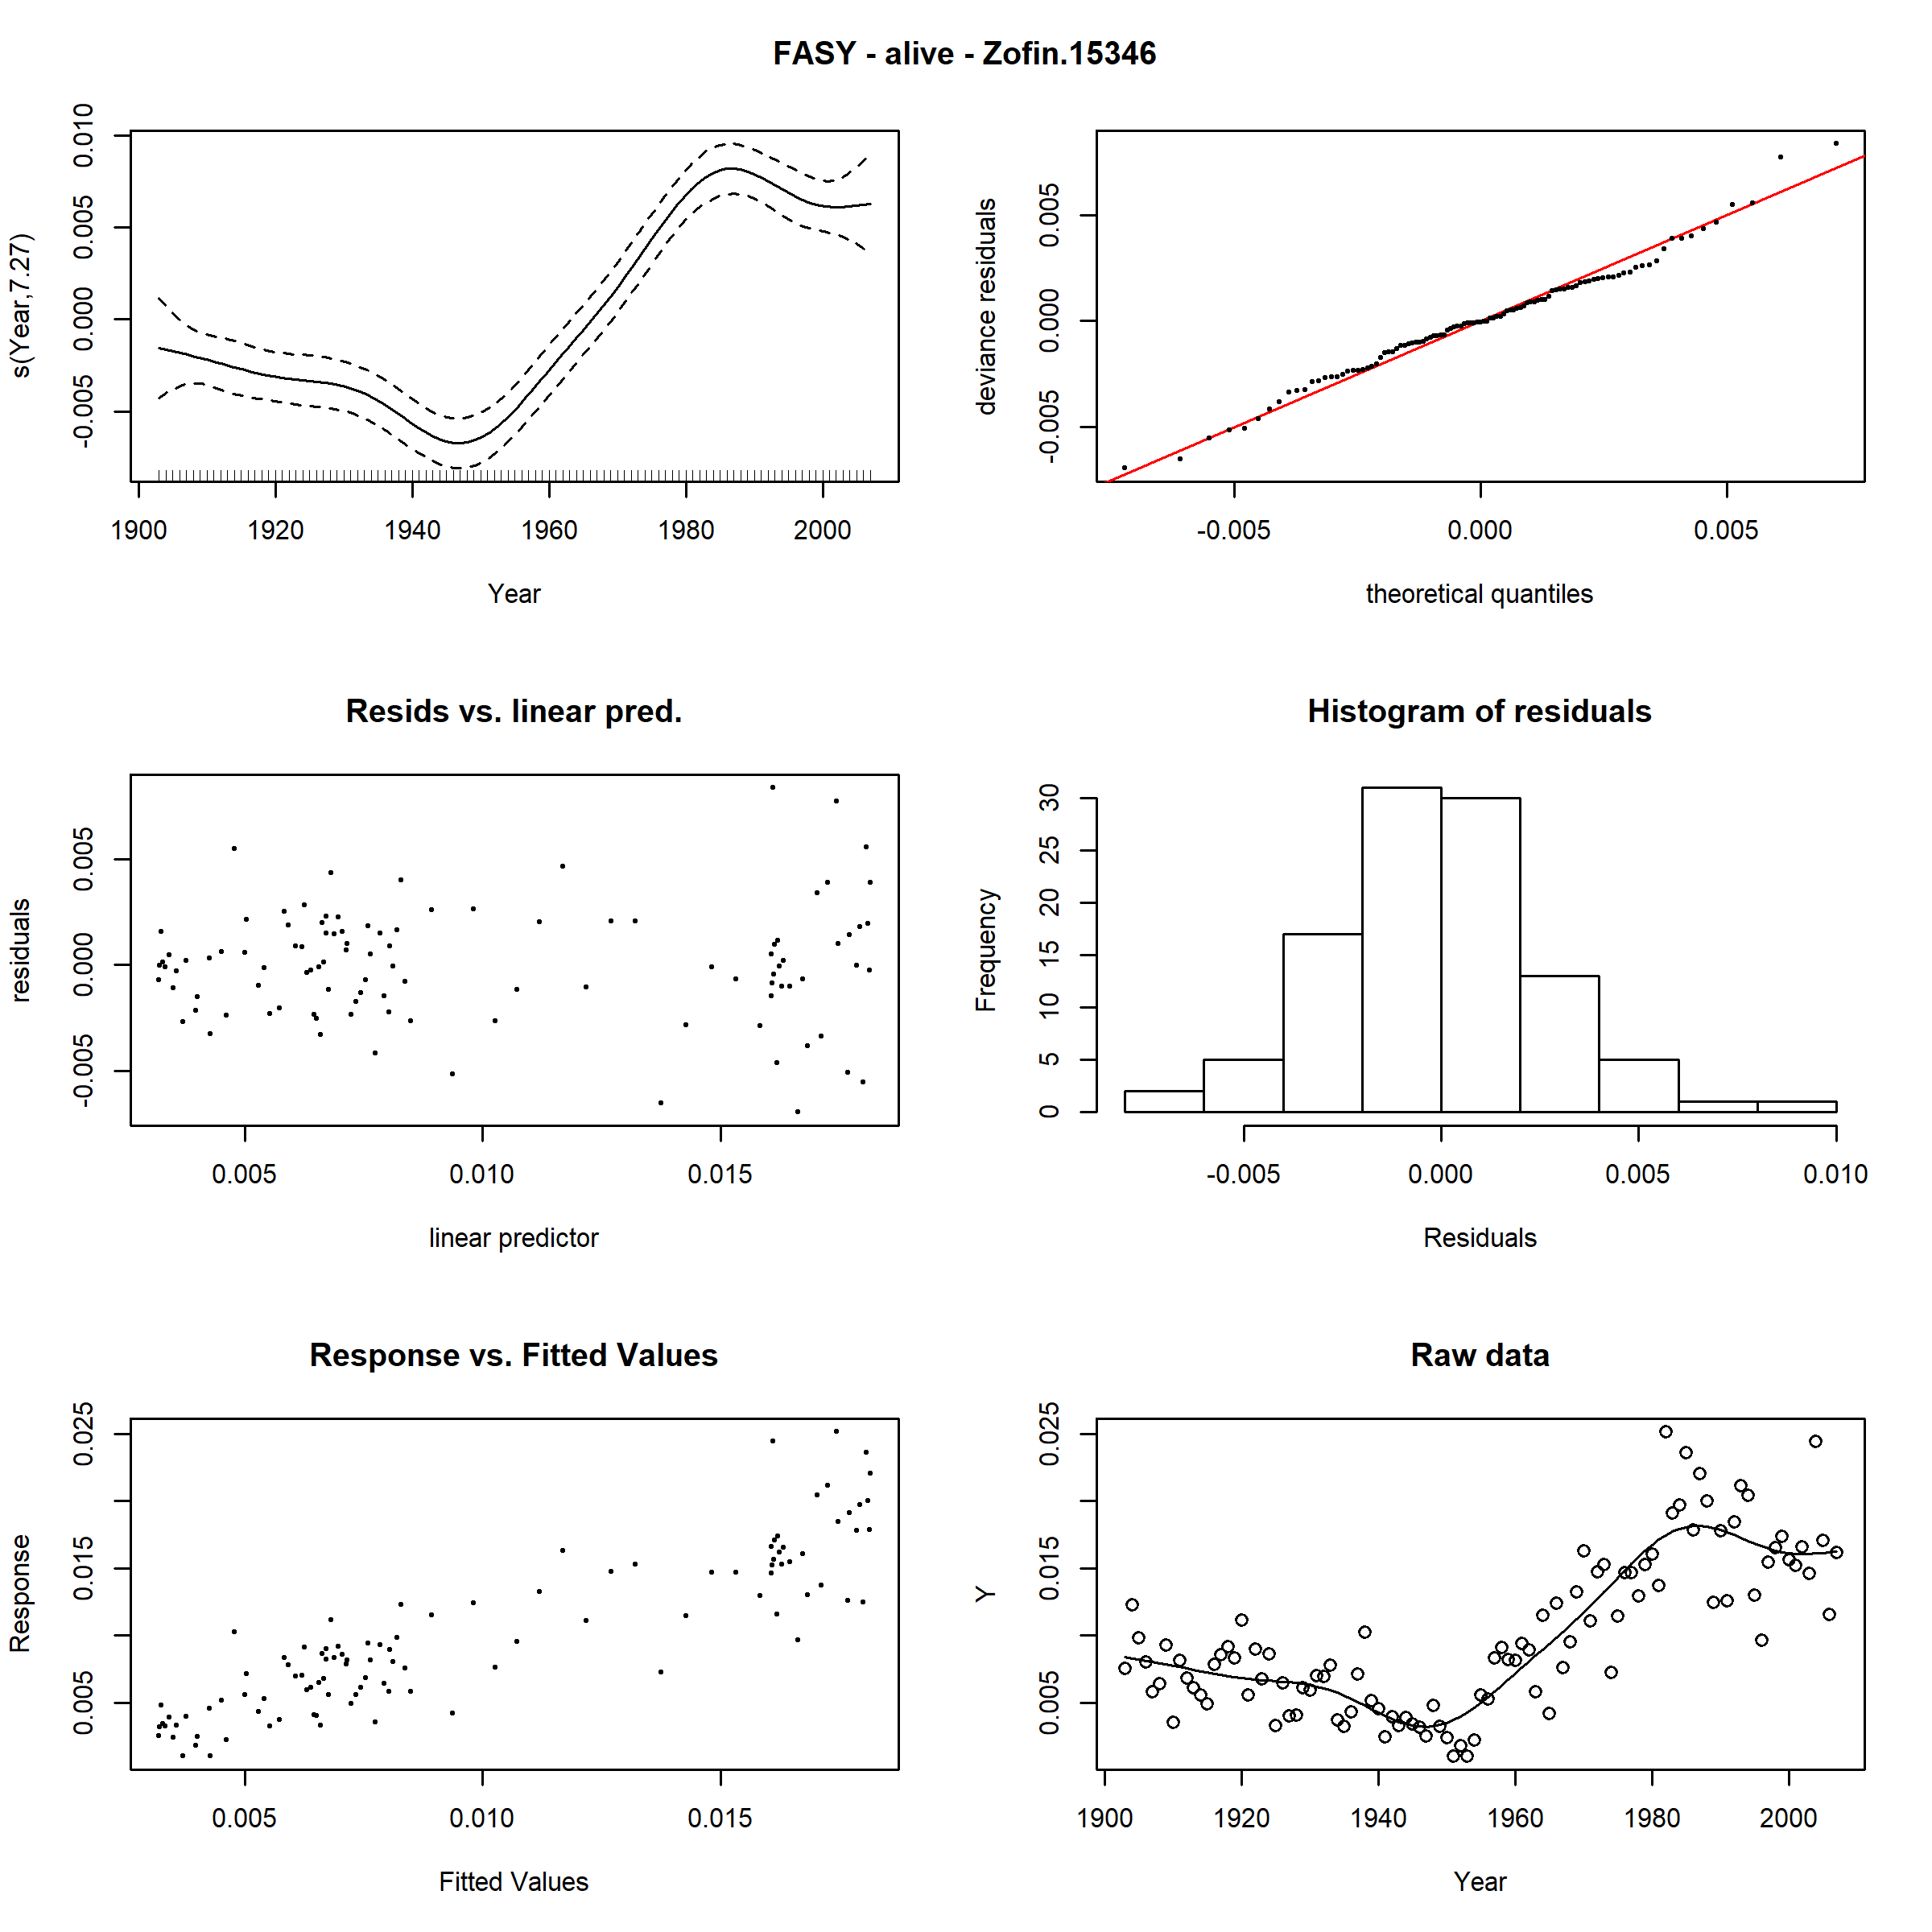 FASY - alive - Zofin.15346
s(Year,7.27)
-0.005 0.000 0.005 0.010
1900 1920 1940 1960 1980 2000
Year
deviance residuals
-0.005 0.000 0.005
-0.005 0.000 0.005
theoretical quantiles
Resids vs. linear pred.
residuals
-0.005 0.000 0.005
0.005 0.010 0.015
linear predictor
Histogram of residuals
Frequency
0 5 10 15 20 25 30
-0.005 0.000 0.005 0.010
Residuals
Response vs. Fitted Values
Response
0.005 0.015 0.025
0.005 0.010 0.015
Fitted Values
Raw data
Y
0.005 0.015 0.025
1900 1920 1940 1960 1980 2000
Year